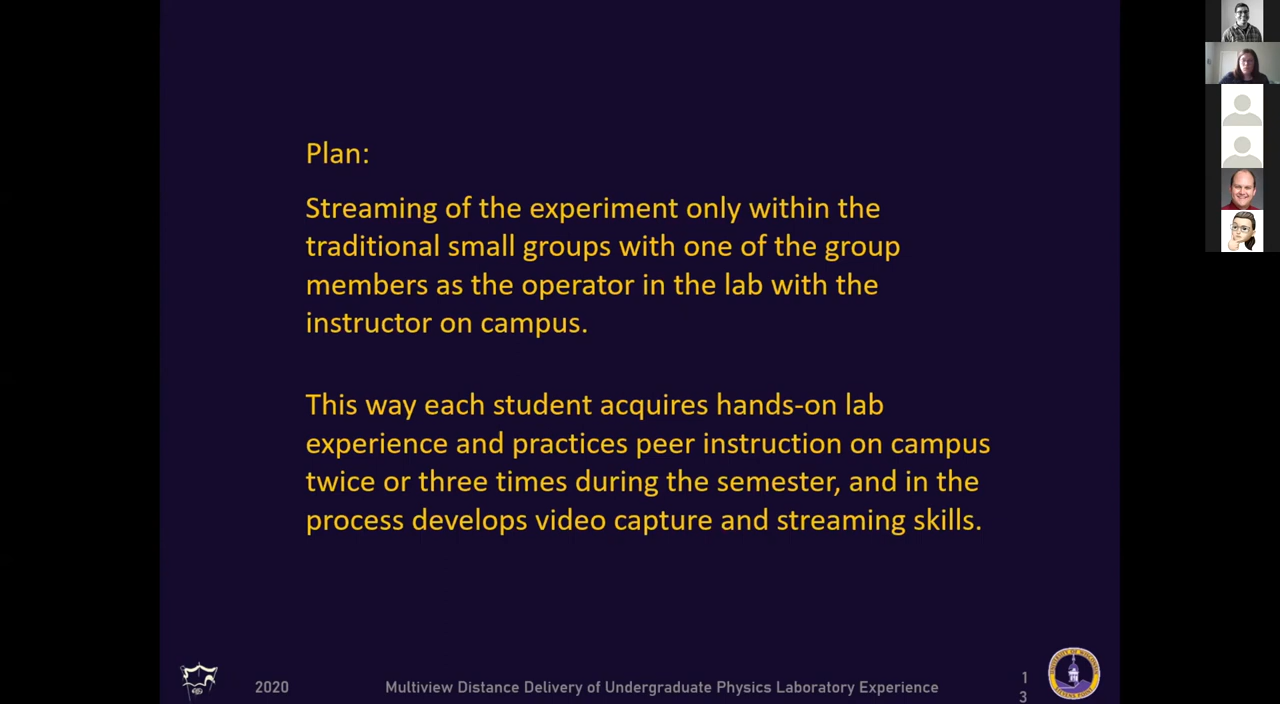 Plan:
Streaming of the experiment only within the
traditional small groups with one of the group
members as the operator in the lab with the
instructor on campus.
This way each student acquires hands-on lab
experience and practices peer instruction on campus
twice or three times during the semester, and in the
process develops video capture and streaming skills.
2020
Multiview Distance Delivery of Undergraduate Physics Laboratory Experience
1
3